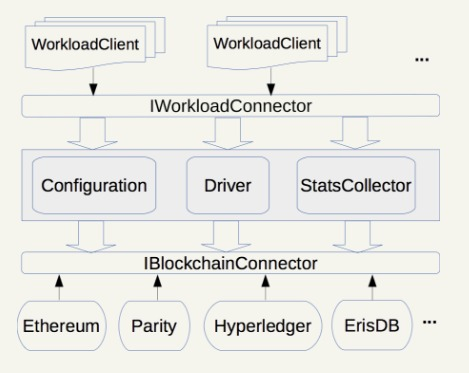 WorkloadClient
WorkloadClient
...
IWorkloadConnector
Configuration
Driver
StatsCollector
IBlockchainConnector
Ethereum
Parity
Hyperledger
ErisDB
...